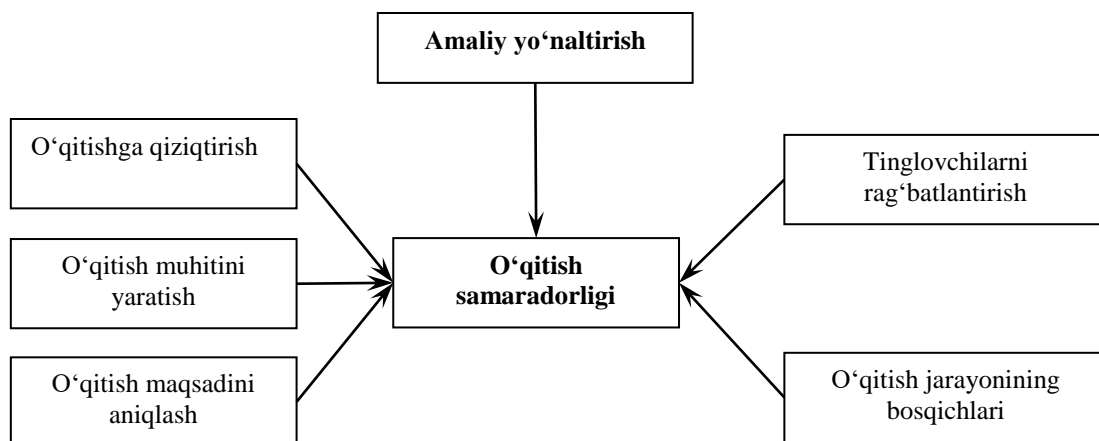 Amaliy yo‘naltirish
O‘qitishga qiziqtirish
O‘qitish muhitini
yaratish
O‘qitish maqsadini
aniqlash
O‘qitish
samaradorligi
Tinglovchilarni
rag‘batlantirish
O‘qitish jarayonining
bosqichlari